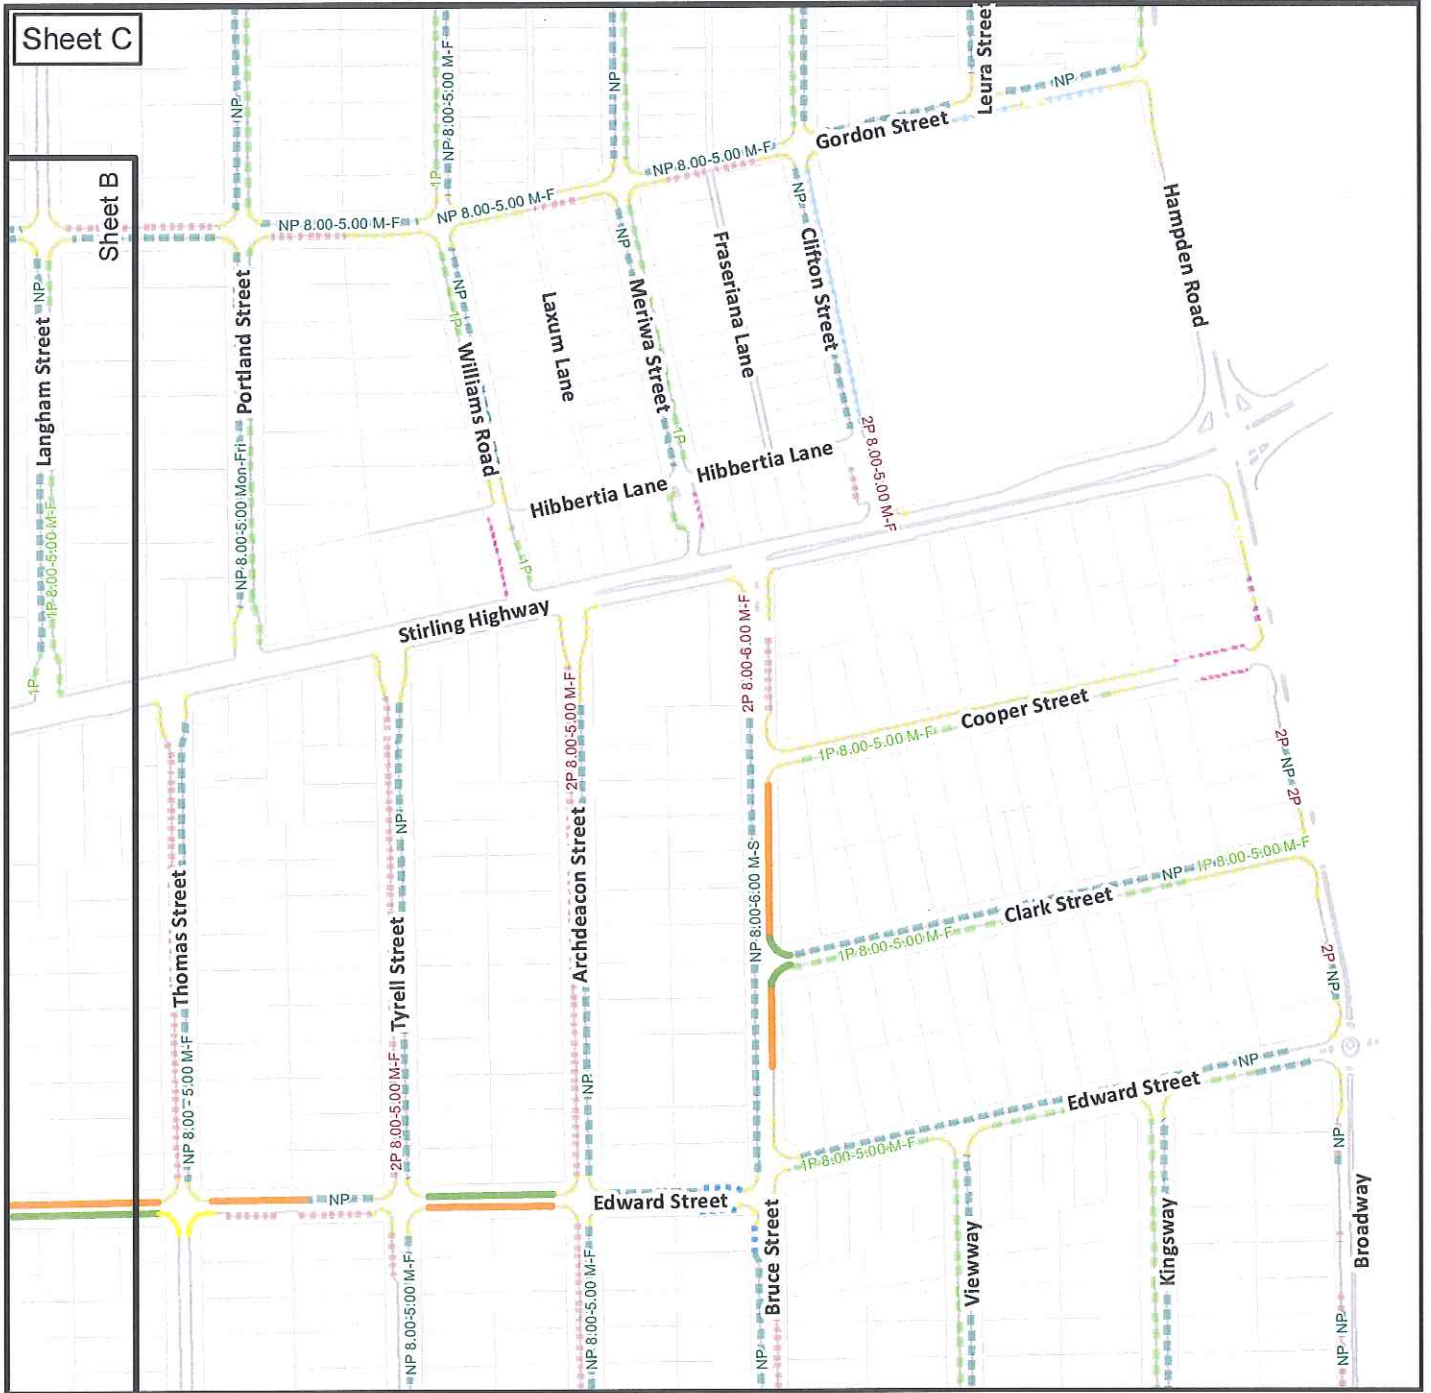 Sheet C
Sheet B
NP
1P
NP 8:00-5:00 M-F
NP
Leura Street
NP
Gordon Street
NP 8.00-5.00 M-F
NP 8.00-5.00 M-F
NP 8.00-5.00 M-F
Hampden Road
NP
Langham Street
1P 8:00-5:00 M-F
1P
Portland Street
NP 8.00-5:00 Mon-Fri
NP
1P
Williams Road
1P
Laxum Lane
NP
Meriwa Street
1P
Fraseriana Lane
NP
Clifton Street
2P 8.00-5.00 M-F
Hibbertia Lane
Hibbertia Lane
Stirling Highway
2P 8.00-6.00 M-F
2P 8.00-5.00 M-F
Cooper Street
1P 8.00-5.00 M-F
2P
NP
2P
NP
Archdeacon Street
NP 8:00-6:00 M-S
NP
1P 8:00-5:00 M-F
Clark Street
1P 8:00-5:00 M-F
Thomas Street
Tyrell Street
2P
NP
NP 8:00-5:00 M-F
2P 8.00-5.00 M-F
NP
NP
Edward Street
1P 8:00-5:00 M-F
NP
NP
Edward Street
Bruce Street
Viewway
Kingsway
Broadway
NP 8.00-5:00 M-F
NP 8:00-5.00 M-F
NP
NP
NP